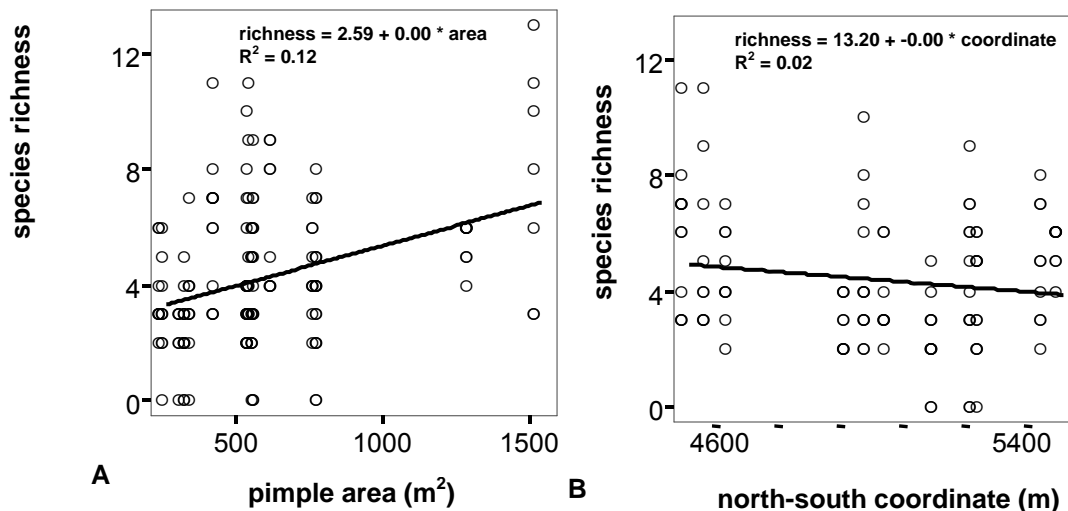 richness = 2.59 + 0.00 * area
R² = 0.12
species richness
12
8
4
0
500 1000 1500
pimple area (m²)
A
richness = 13.20 + -0.00 * coordinate
R² = 0.02
species richness
12
8
4
0
4600 5400
north-south coordinate (m)
B